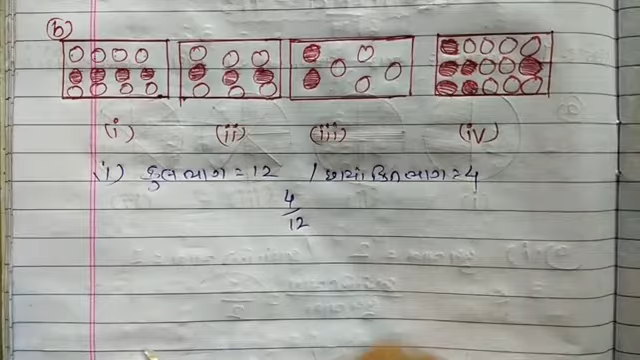 (b)
(i) (ii) (iii) (iv)
(i) કુલ ભાગ = 12 / છાયાંકિત ભાગ = 4
4
12